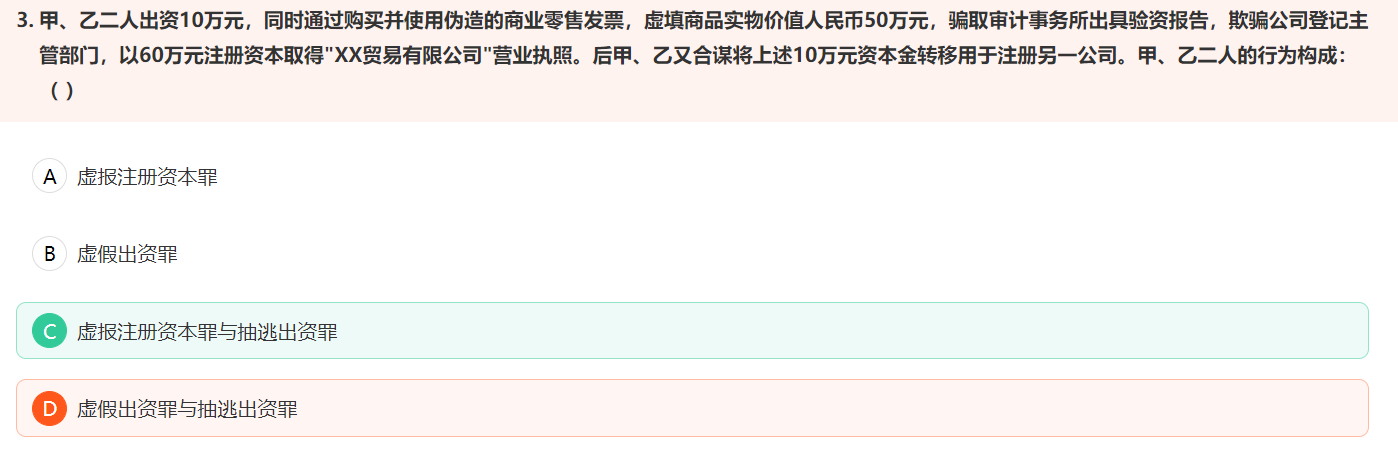 3. 甲、乙二人出资10万元，同时通过购买并使用伪造的商业零售发票，虚填商品实物价值人民币50万元，骗取审计事务所出具验资报告，欺骗公司登记主
管部门，以60万元注册资本取得"XX贸易有限公司"营业执照。后甲、乙又合谋将上述10万元资本金转移用于注册另一公司。甲、乙二人的行为构成：
（ ）
A 虚报注册资本罪
B 虚假出资罪
C 虚报注册资本罪与抽逃出资罪
D 虚假出资罪与抽逃出资罪